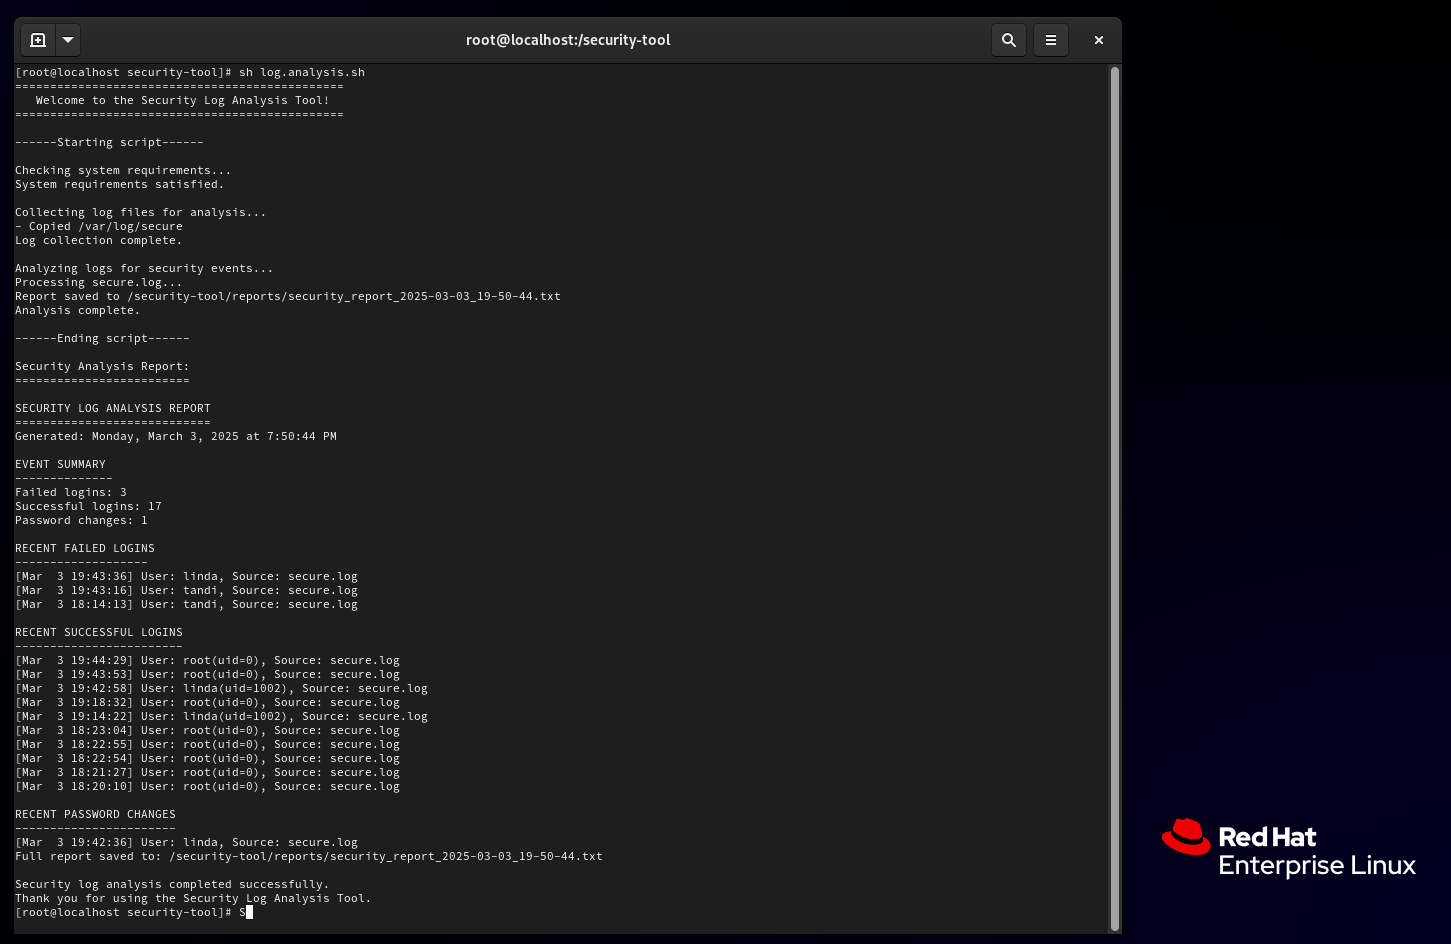 root@localhost:/security-tool
[root@localhost security-tool]# sh log.analysis.sh
===============================================
   Welcome to the Security Log Analysis Tool!
===============================================
------Starting script------
Checking system requirements...
System requirements satisfied.
Collecting log files for analysis...
- Copied /var/log/secure
Log collection complete.
Analyzing logs for security events...
Processing secure.log...
Report saved to /security-tool/reports/security_report_2025-03-03_19-50-44.txt
Analysis complete.
------Ending script------
Security Analysis Report:
=========================
SECURITY LOG ANALYSIS REPORT
============================
Generated: Monday, March 3, 2025 at 7:50:44 PM
EVENT SUMMARY
--------------
Failed logins: 3
Successful logins: 17
Password changes: 1
RECENT FAILED LOGINS
-------------------
[Mar  3 19:43:36] User: linda, Source: secure.log
[Mar  3 19:43:16] User: tandi, Source: secure.log
[Mar  3 18:14:13] User: tandi, Source: secure.log
RECENT SUCCESSFUL LOGINS
------------------------
[Mar  3 19:44:29] User: root(uid=0), Source: secure.log
[Mar  3 19:43:53] User: root(uid=0), Source: secure.log
[Mar  3 19:42:58] User: linda(uid=1002), Source: secure.log
[Mar  3 19:18:32] User: root(uid=0), Source: secure.log
[Mar  3 19:14:22] User: linda(uid=1002), Source: secure.log
[Mar  3 18:23:04] User: root(uid=0), Source: secure.log
[Mar  3 18:22:55] User: root(uid=0), Source: secure.log
[Mar  3 18:22:54] User: root(uid=0), Source: secure.log
[Mar  3 18:21:27] User: root(uid=0), Source: secure.log
[Mar  3 18:20:10] User: root(uid=0), Source: secure.log
RECENT PASSWORD CHANGES
-----------------------
[Mar  3 19:42:36] User: linda, Source: secure.log
Full report saved to: /security-tool/reports/security_report_2025-03-03_19-50-44.txt
Security log analysis completed successfully.
Thank you for using the Security Log Analysis Tool.
[root@localhost security-tool]# S
Red Hat
Enterprise Linux